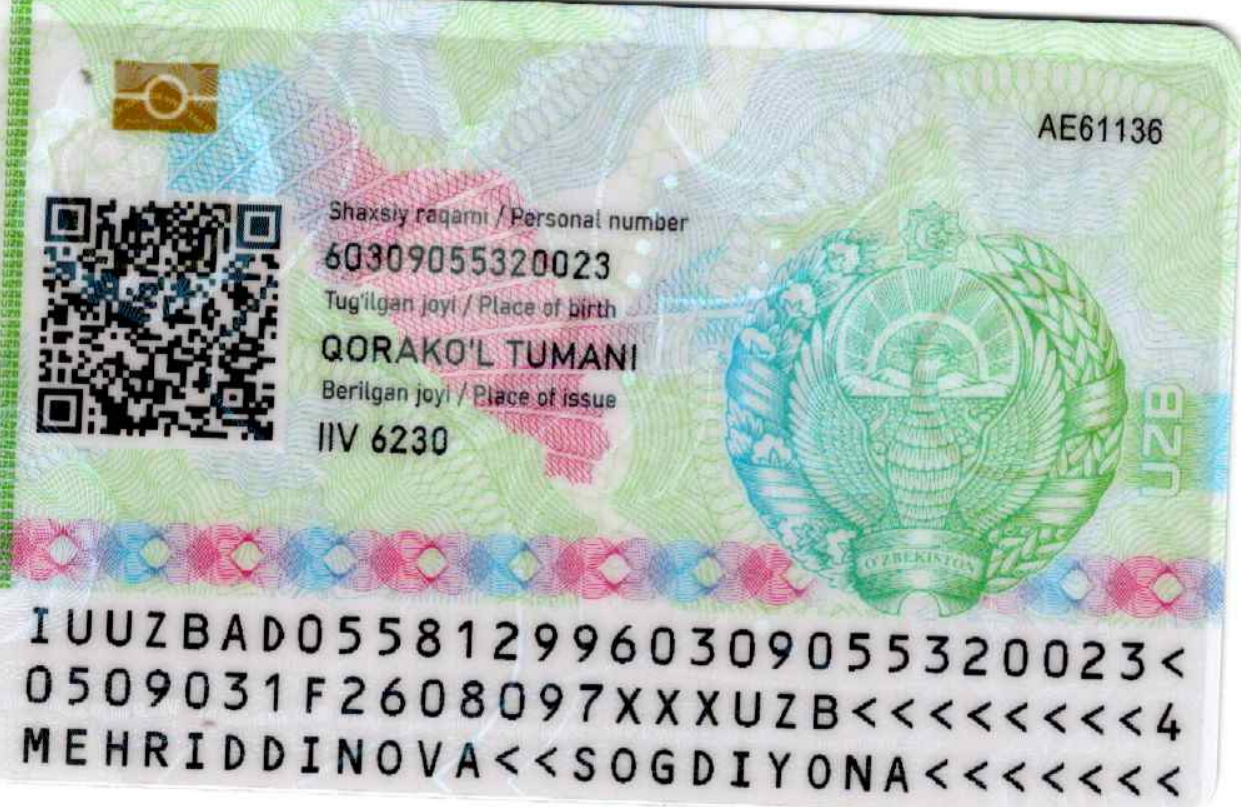 AE61136
Shaxsiy raqami / Personal number
60309055320023
Tug'ilgan joyi / Place of birth
QORAKO'L TUMANI
Berilgan joyi / Place of issue
IIV 6230
UZB
O'ZBEKISTON
IUUZBAD0558129960309055320023<
0509031F2608097XXXUZB<<<<<<<<4
MEHRIDDINOVA<<SOGDIYONA<<<<<<<